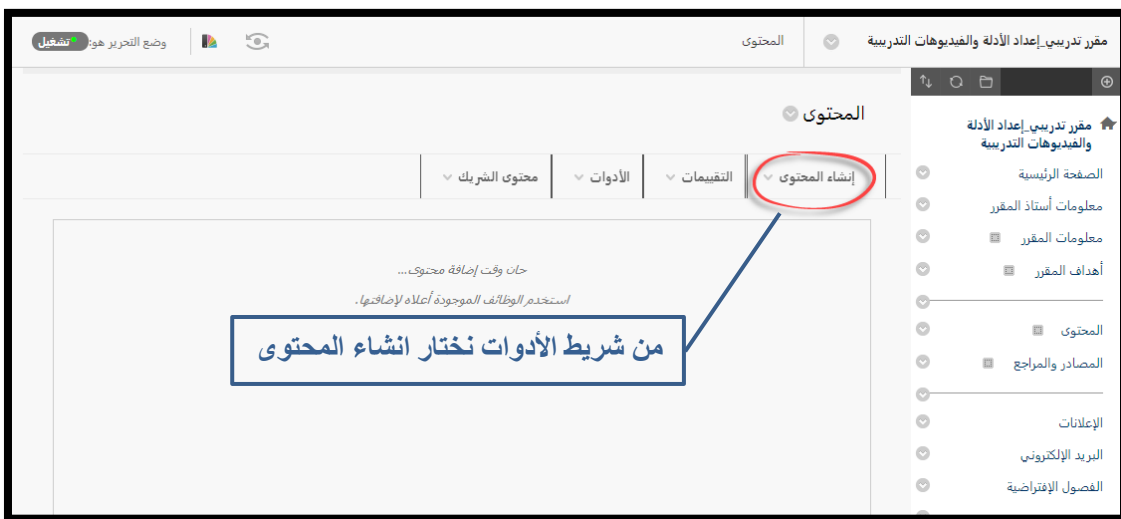 مقرر تدريبي_إعداد الأدلة والفيديوهات التدريبية
المحتوى
وضع التحرير هو: تشغيل
مقرر تدريبي_إعداد الأدلة
والفيديوهات التدريبية
الصفحة الرئيسية
معلومات أستاذ المقرر
معلومات المقرر
أهداف المقرر
المحتوى
المصادر والمراجع
الإعلانات
البريد الإلكتروني
الفصول الإفتراضية
المحتوى
إنشاء المحتوى
التقييمات
الأدوات
محتوى الشريك
حان وقت إضافة محتوى...
استخدم الوظائف الموجودة أعلاه لإضافتها.
من شريط الأدوات نختار انشاء المحتوى